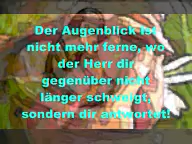 Der Augenblick ist
nicht mehr ferne, wo
der Herr dir
gegenüber nicht
länger schweigt,
sondern dir antwortet!